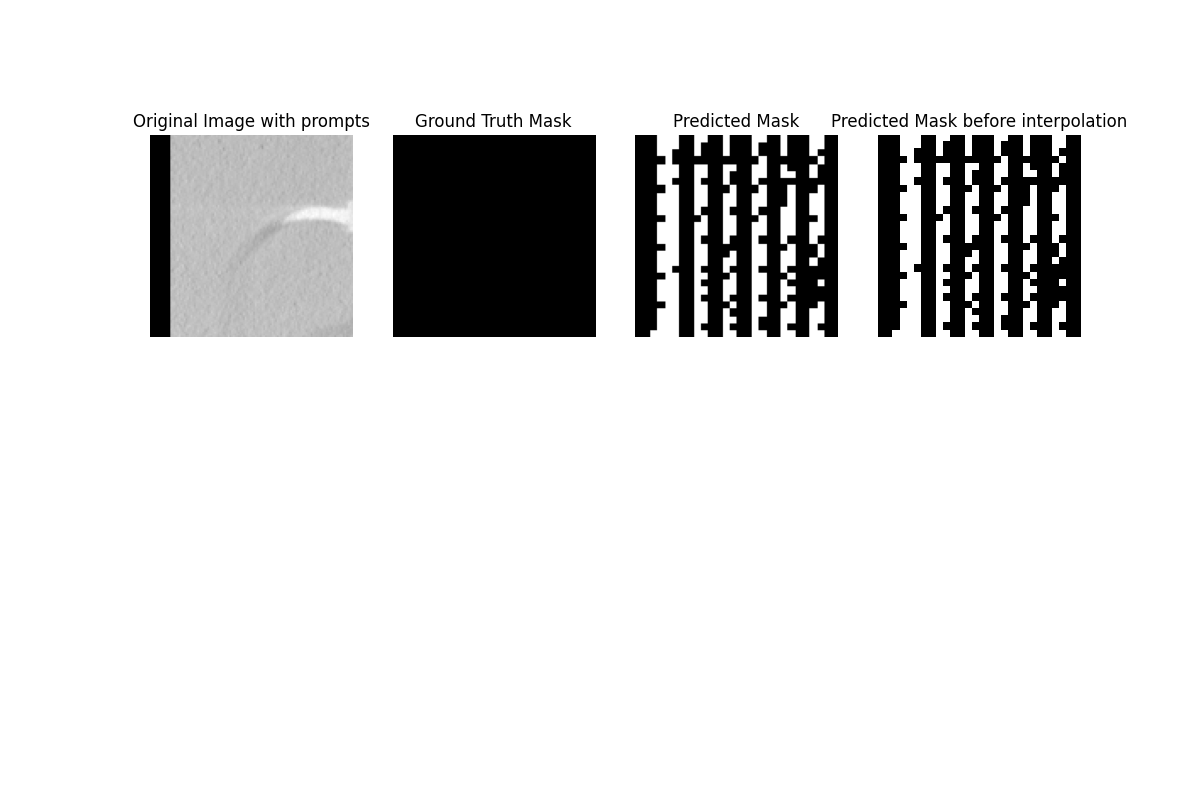 Original Image with prompts
Ground Truth Mask
Predicted Mask
Predicted Mask before interpolation